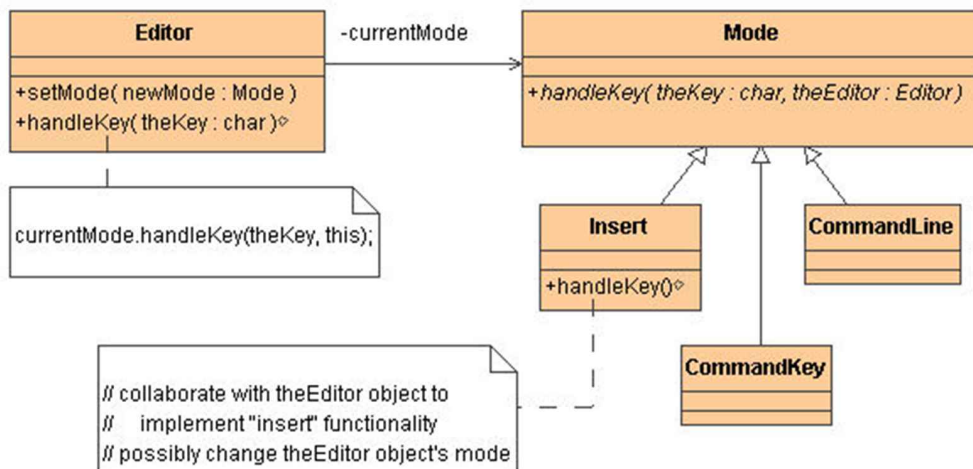 Editor
-currentMode
Mode
+setMode( newMode : Mode )
+handleKey( theKey : char )
+handleKey( theKey : char, theEditor : Editor )
currentMode.handleKey(theKey, this);
Insert
+handleKey()
CommandLine
CommandKey
// collaborate with theEditor object to
// implement "insert" functionality
// possibly change theEditor object's mode